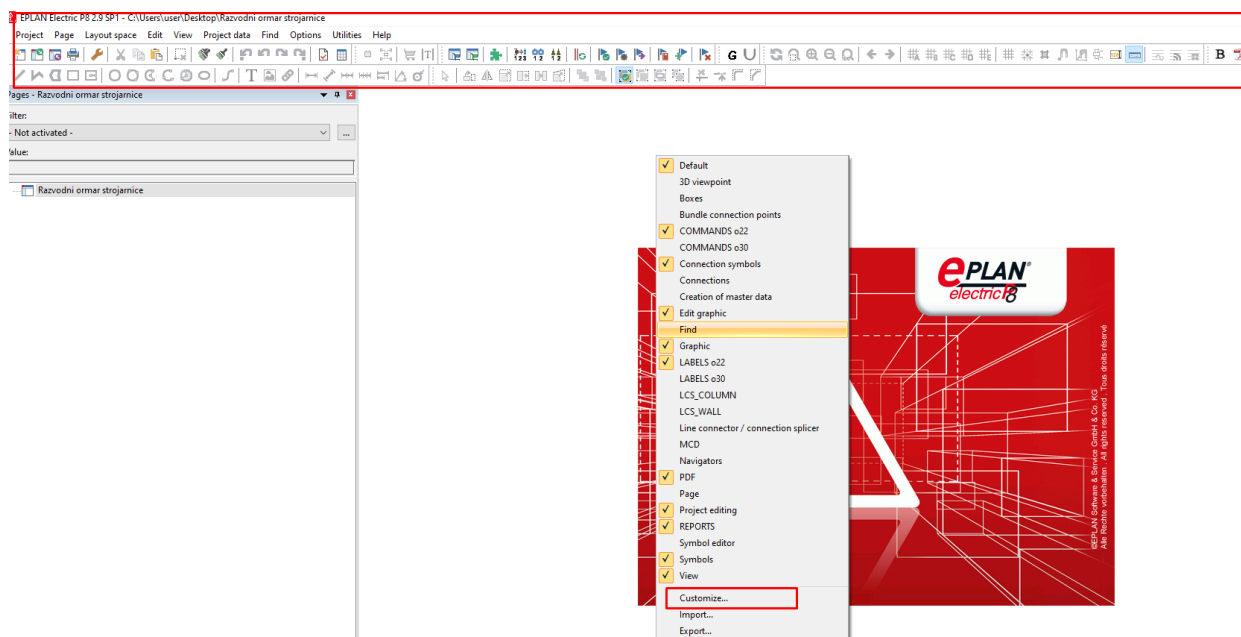 EPLAN Electric P8 2.9 SP1 - C:\Users\user\Desktop\Razvodni ormar strojarnice
Project Page Layout space Edit View Project data Find Options Utilities Help
Pages - Razvodni ormar strojarnice
Filter:
- Not activated -
...
Value:
Razvodni ormar strojarnice
Default
3D viewpoint
Boxes
Bundle connection points
COMMANDS o22
COMMANDS o30
Connection symbols
Connections
Creation of master data
Edit graphic
Find
Graphic
LABELS o22
LABELS o30
LCS_COLUMN
LCS_WALL
Line connector / connection splicer
MCD
Navigators
PDF
Page
Project editing
REPORTS
Symbol editor
Symbols
View
Customize...
Import...
Export...
ePLAN®
electric P8
©EPLAN Software & Service GmbH & Co. KG
Alle Rechte vorbehalten . All rights reserved . Tous droits réservé